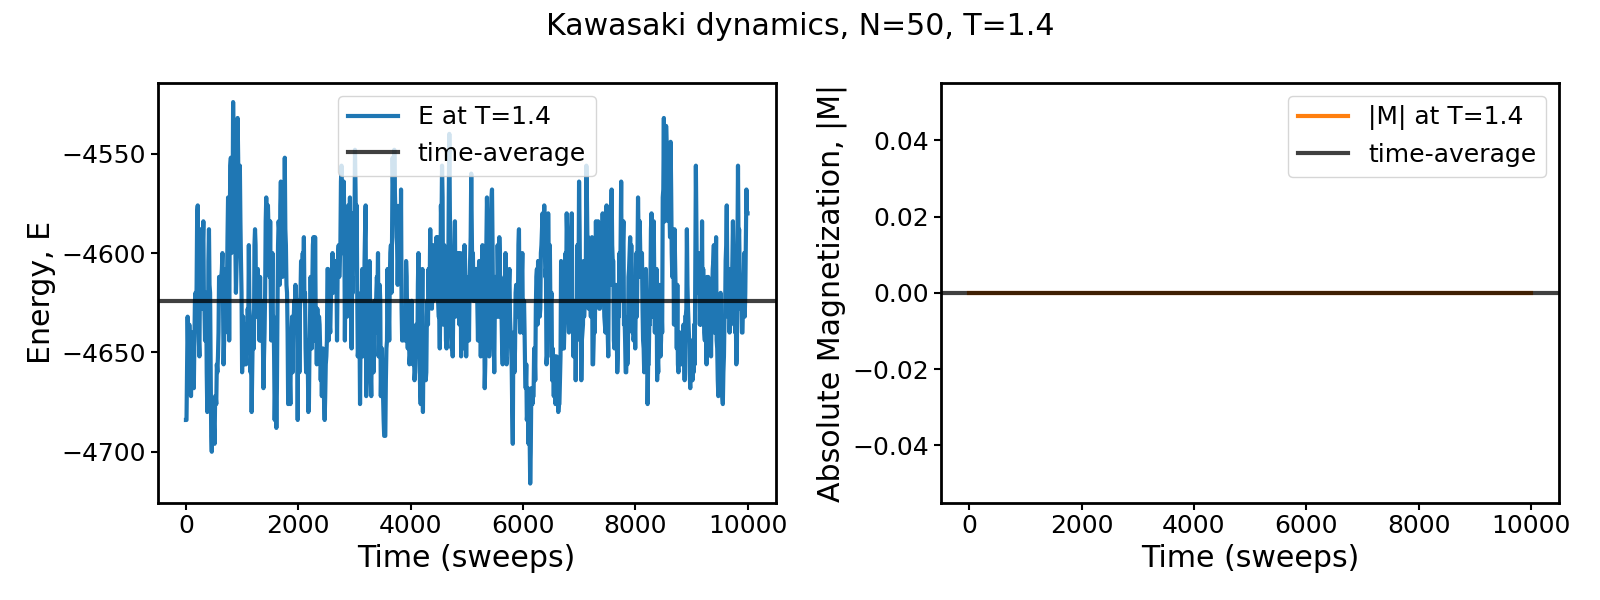 Kawasaki dynamics, N=50, T=1.4
Energy, E
−4550
−4600
−4650
−4700
E at T=1.4
time-average
0 2000 4000 6000 8000 10000
Time (sweeps)
Absolute Magnetization, |M|
0.04
0.02
0.00
−0.02
−0.04
|M| at T=1.4
time-average
0 2000 4000 6000 8000 10000
Time (sweeps)